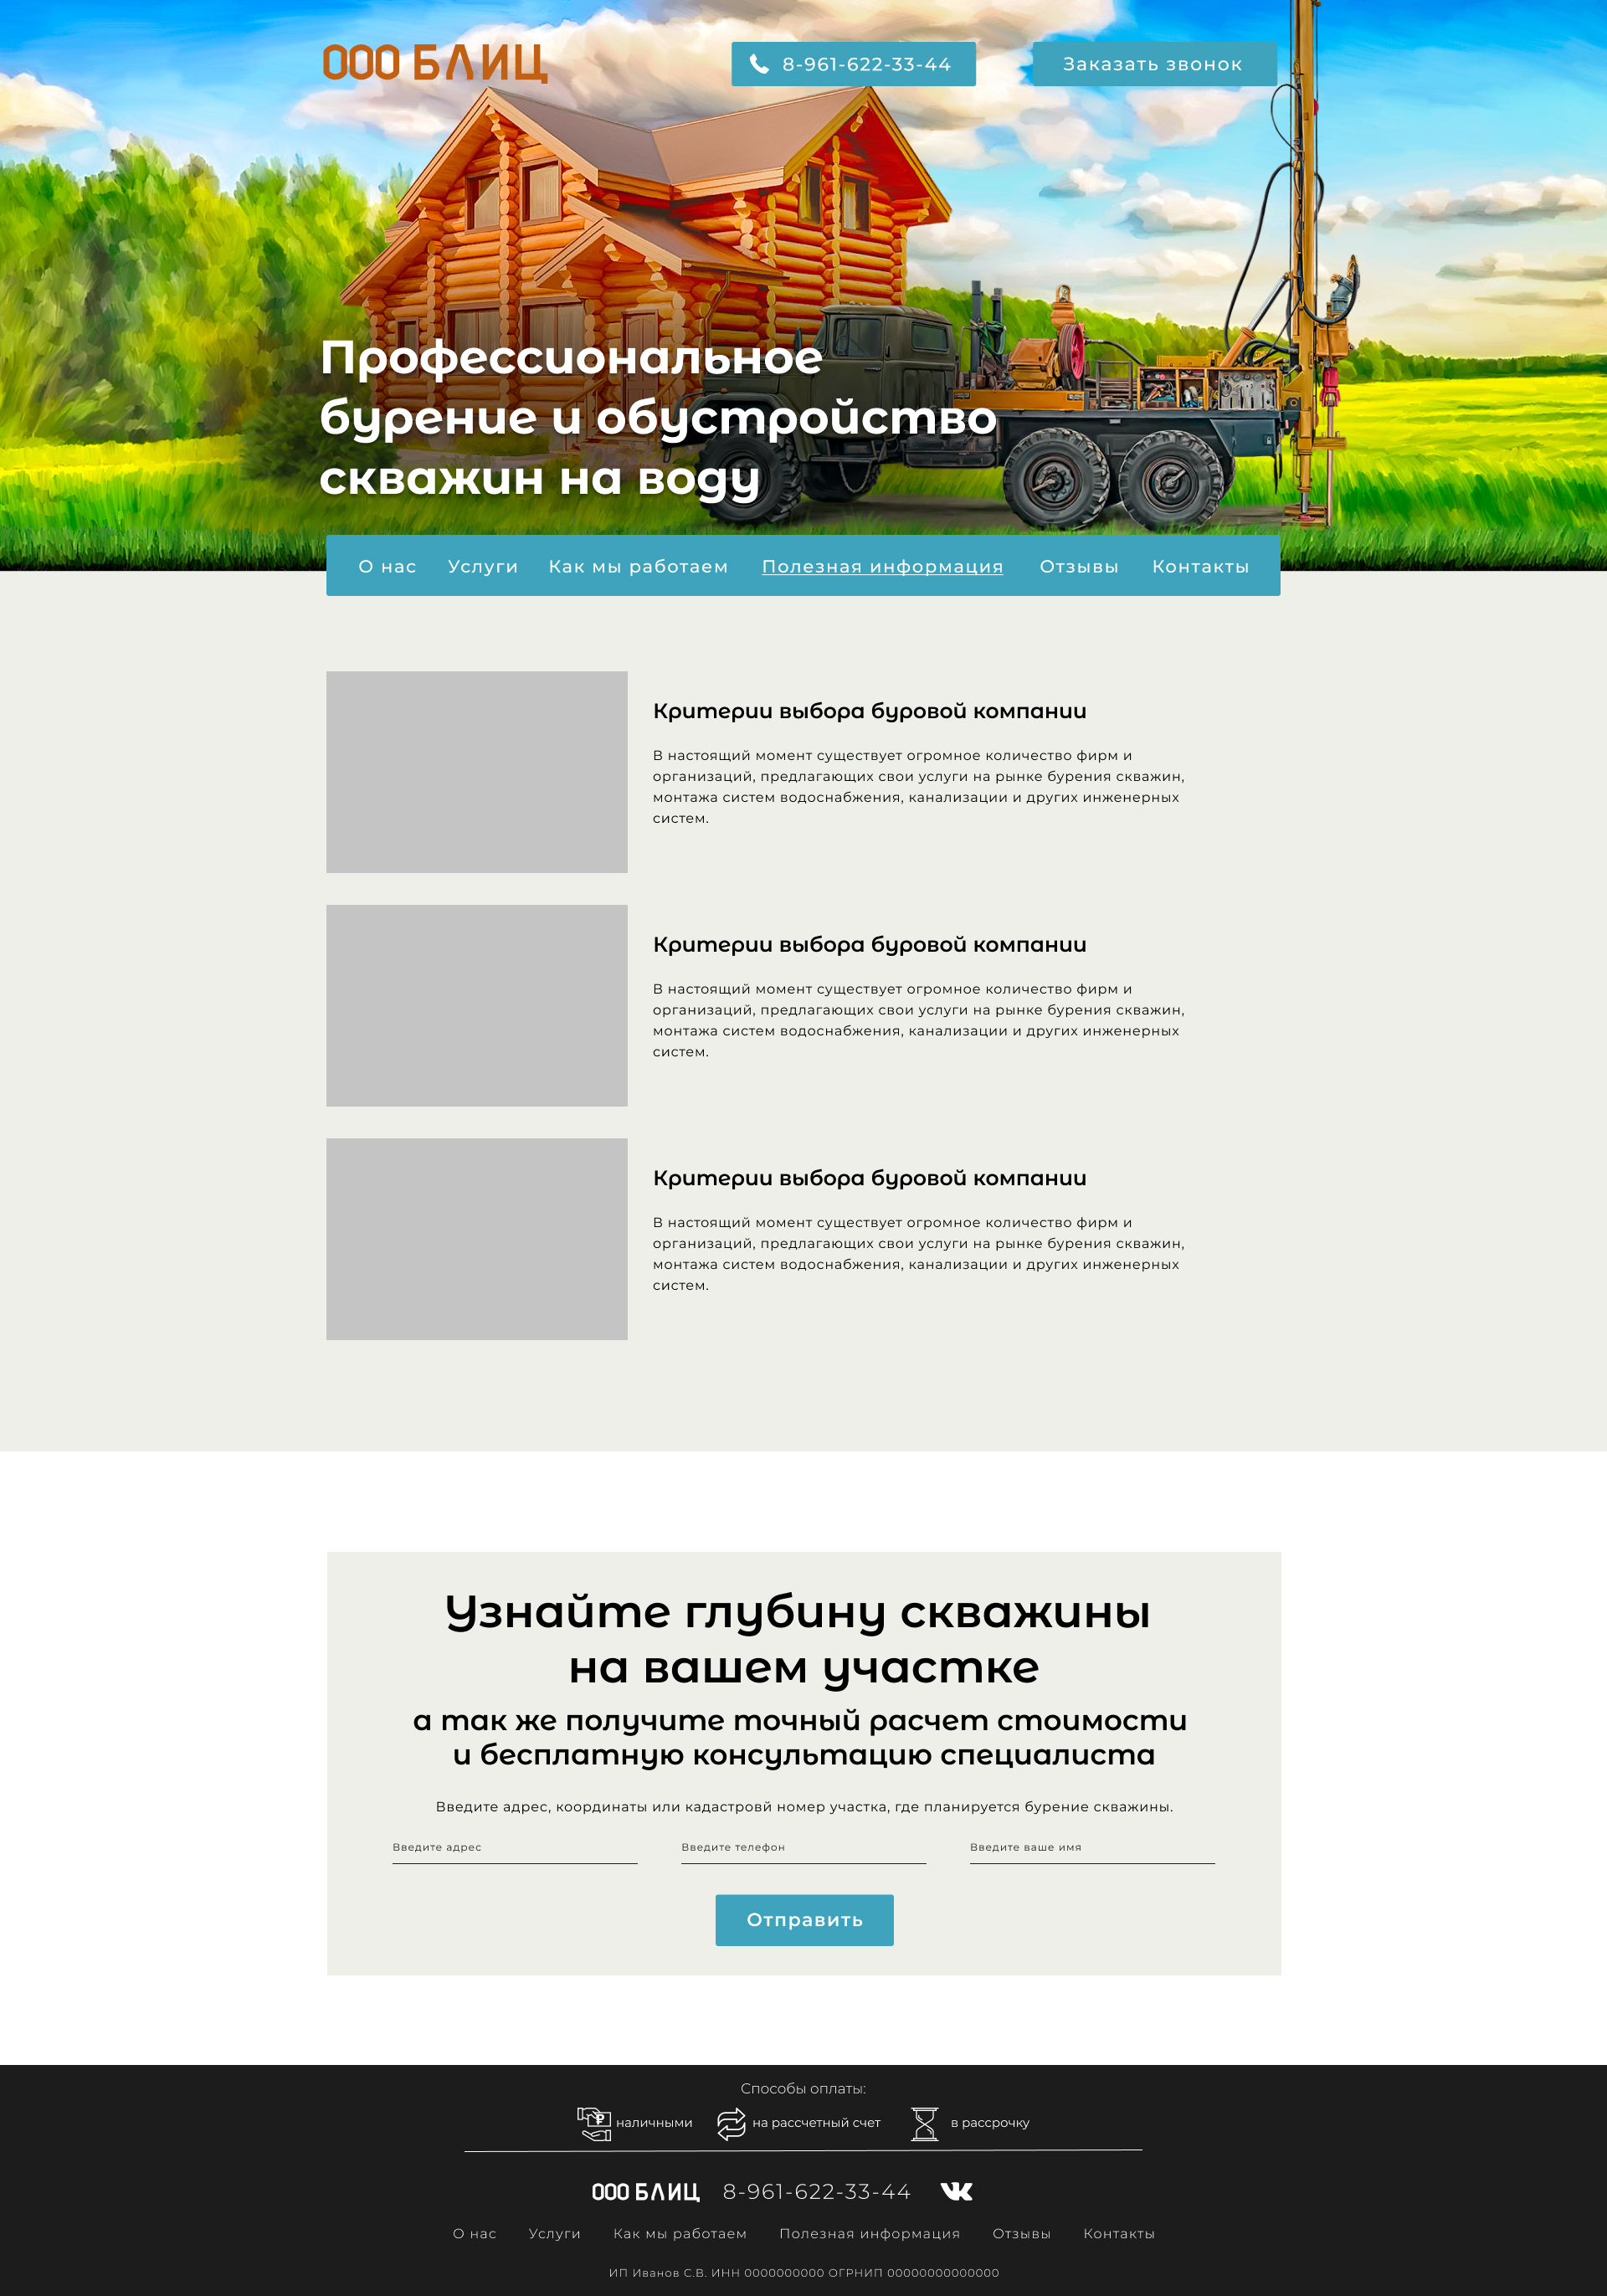 ООО БЛИЦ
8-961-622-33-44
Заказать звонок
Профессиональное
бурение и обустройство
скважин на воду
О нас Услуги Как мы работаем Полезная информация Отзывы Контакты
Критерии выбора буровой компании
В настоящий момент существует огромное количество фирм и
организаций, предлагающих свои услуги на рынке бурения скважин,
монтажа систем водоснабжения, канализации и других инженерных
систем.
Критерии выбора буровой компании
В настоящий момент существует огромное количество фирм и
организаций, предлагающих свои услуги на рынке бурения скважин,
монтажа систем водоснабжения, канализации и других инженерных
систем.
Критерии выбора буровой компании
В настоящий момент существует огромное количество фирм и
организаций, предлагающих свои услуги на рынке бурения скважин,
монтажа систем водоснабжения, канализации и других инженерных
систем.
Узнайте глубину скважины
на вашем участке
а так же получите точный расчет стоимости
и бесплатную консультацию специалиста
Введите адрес, координаты или кадастровй номер участка, где планируется бурение скважины.
Введите адрес Введите телефон Введите ваше имя
Отправить
Способы оплаты:
наличными на рассчетный счет в рассрочку
ООО БЛИЦ 8-961-622-33-44
О нас Услуги Как мы работаем Полезная информация Отзывы Контакты
ИП Иванов С.В. ИНН 0000000000 ОГРНИП 00000000000000